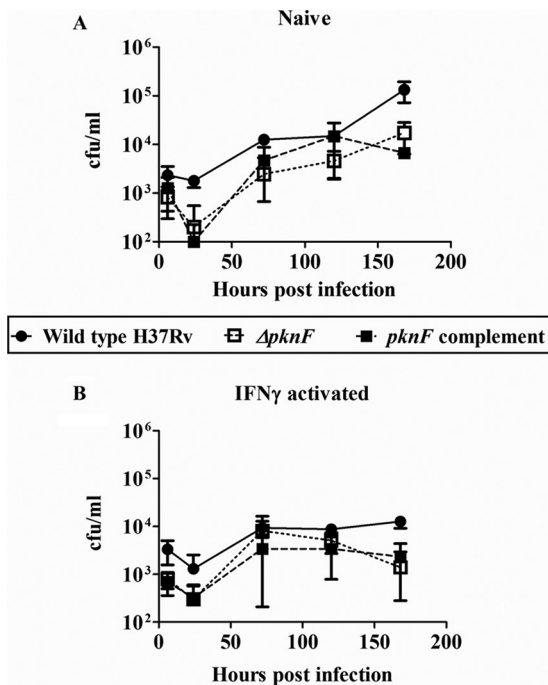 A Naive
cfu/ml
10⁶
10⁵
10⁴
10³
10²
0 50 100 150 200
Hours post infection
Wild type H37Rv ΔpknF pknF complement
B IFNγ activated
cfu/ml
10⁶
10⁵
10⁴
10³
10²
0 50 100 150 200
Hours post infection